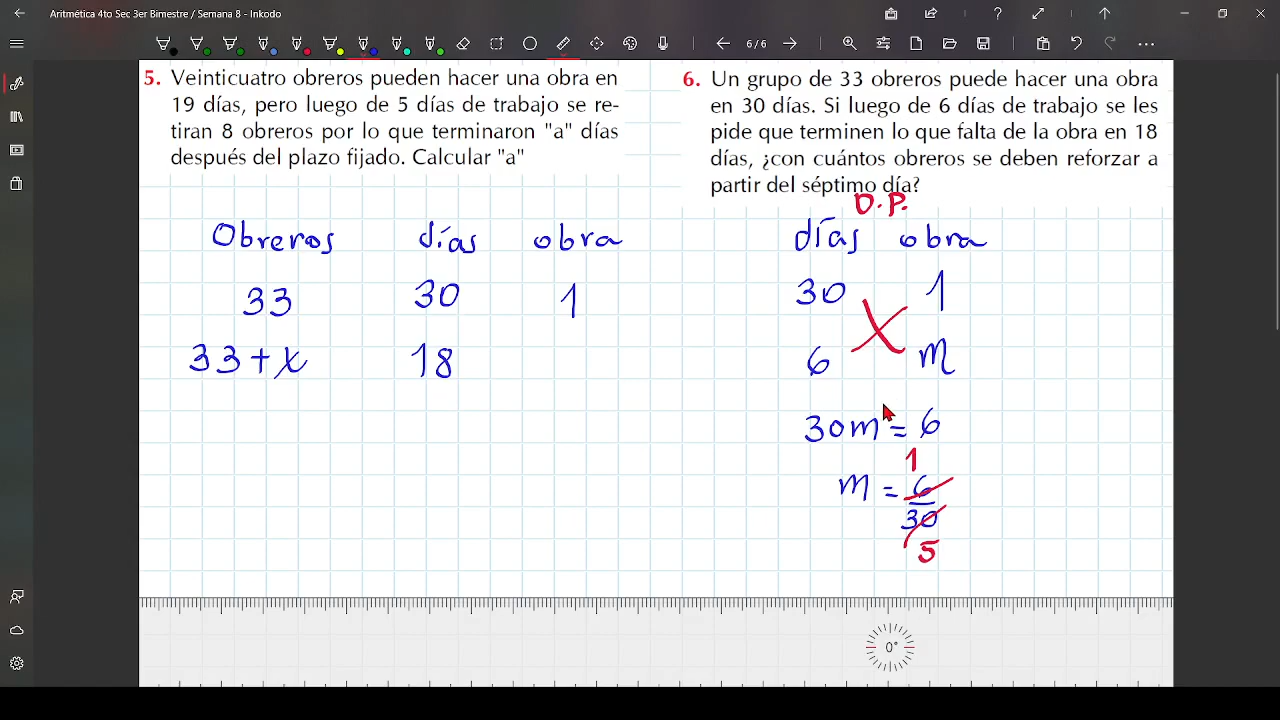 Aritmética 4to Sec 3er Bimestre / Semana 8 - Inkodo
6/6
5. Veinticuatro obreros pueden hacer una obra en
19 días, pero luego de 5 días de trabajo se re-
tiran 8 obreros por lo que terminaron "a" días
después del plazo fijado. Calcular "a"
6. Un grupo de 33 obreros puede hacer una obra
en 30 días. Si luego de 6 días de trabajo se les
pide que terminen lo que falta de la obra en 18
días, ¿con cuántos obreros se deben reforzar a
partir del séptimo día?
Obreros días obra
33 30 1
33+x 18
D.P.
días obra
30 1
6 m
30m = 6
1
m = 6
30
5
0°